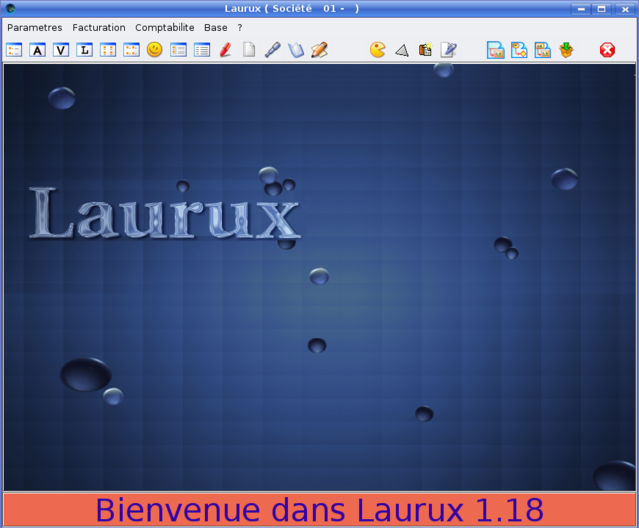 Laurux ( Société 01 - )
Parametres Facturation Comptabilite Base ?
A V L
Laurux
Bienvenue dans Laurux 1.18